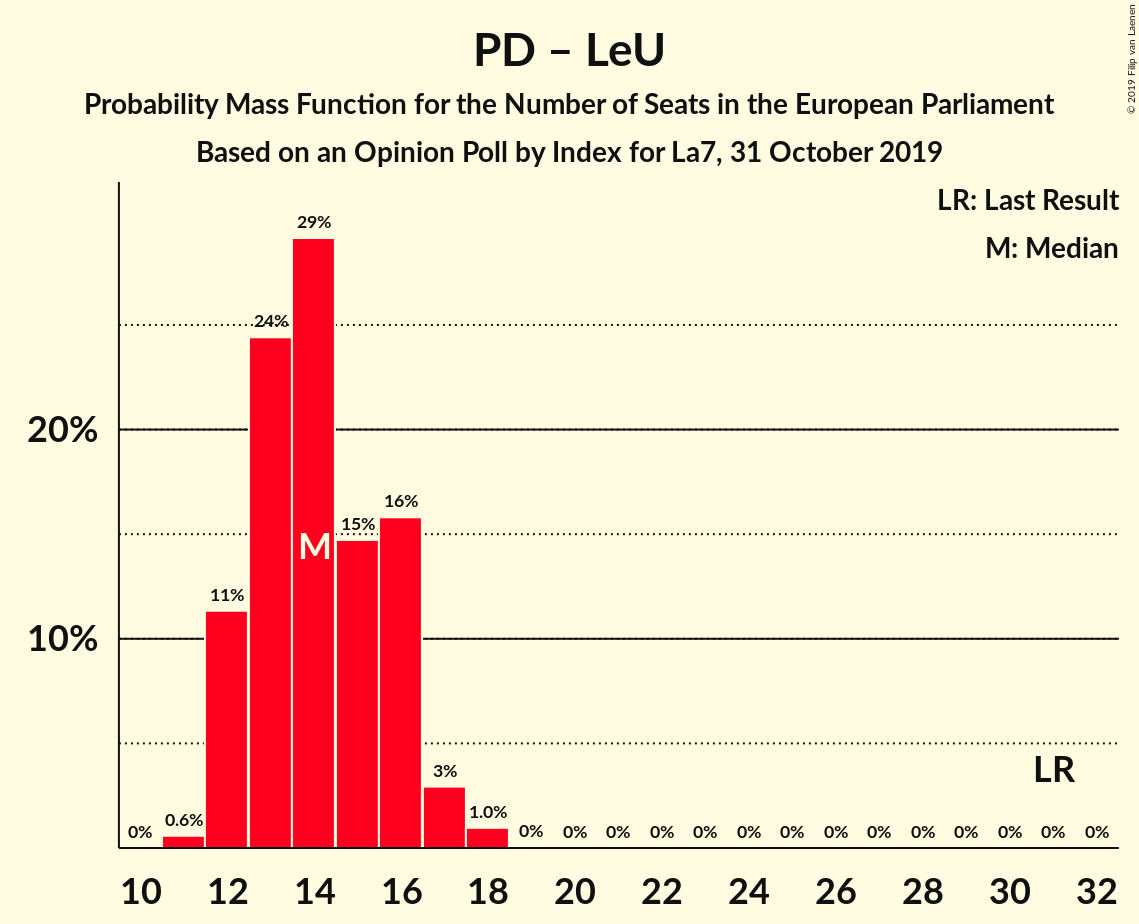 PD – LeU
Probability Mass Function for the Number of Seats in the European Parliament
Based on an Opinion Poll by Index for La7, 31 October 2019
© 2019 Filip van Laenen
LR: Last Result
M: Median
29%
24%
20%
16%
15%
M
11%
10%
LR
3%
1.0%
0.6%
0% 0% 0% 0% 0% 0% 0% 0% 0% 0% 0% 0% 0% 0% 0%
10 12 14 16 18 20 22 24 26 28 30 32